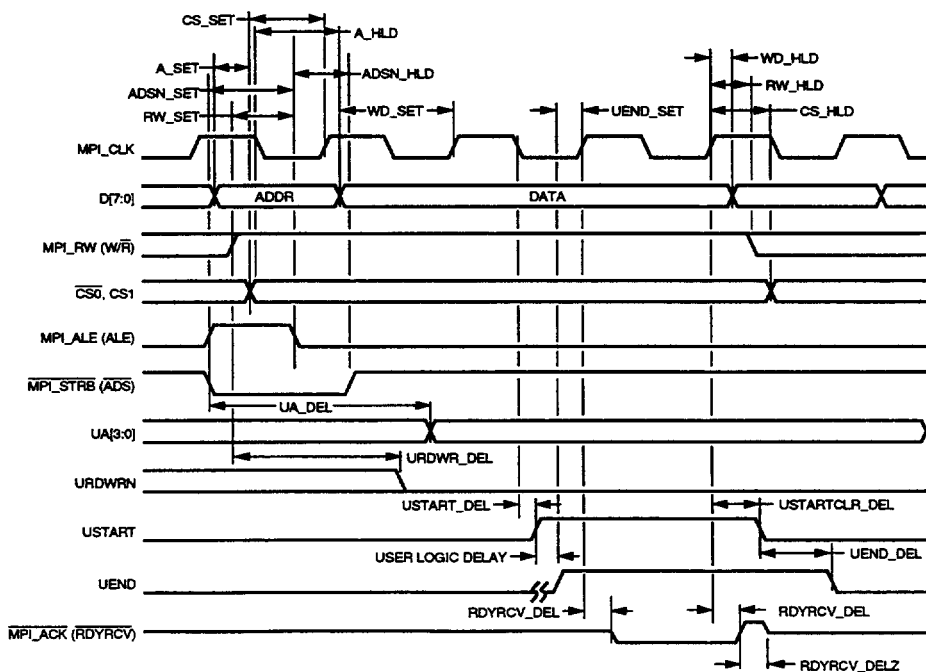 CS_SET
A_HLD
A_SET
ADSN_HLD
WD_HLD
ADSN_SET
RW_HLD
RW_SET
WD_SET
UEND_SET
CS_HLD
MPI_CLK
D[7:0]
ADDR
DATA
MPI_RW (W/R)
CS0, CS1
MPI_ALE (ALE)
MPI_STRB (ADS)
UA_DEL
UA[3:0]
URDWR_DEL
URDWRN
USTART_DEL
USTARTCLR_DEL
USTART
USER LOGIC DELAY
UEND_DEL
UEND
RDYRCV_DEL
RDYRCV_DEL
MPI_ACK (RDYRCV)
RDYRCV_DELZ